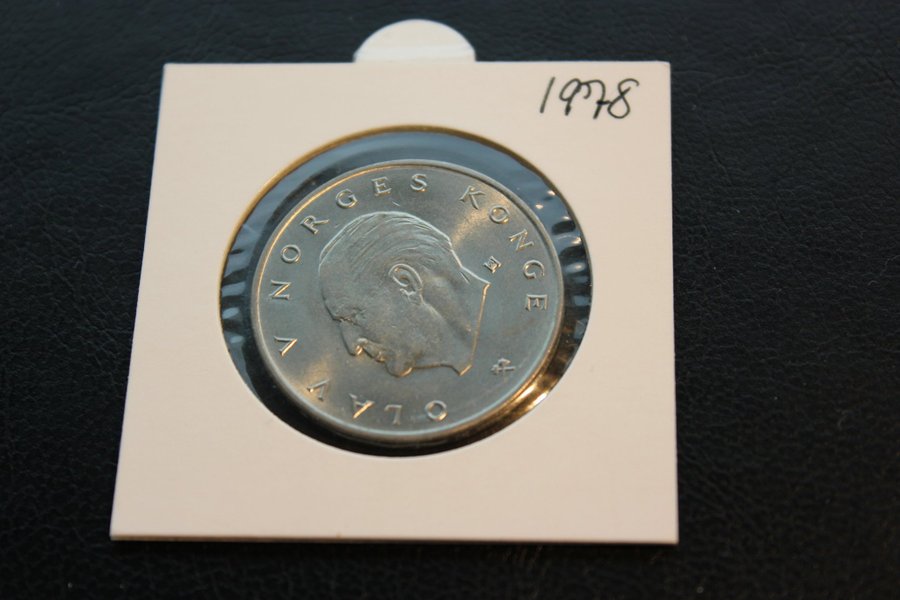 1978
OLAV V NORGES KONGE